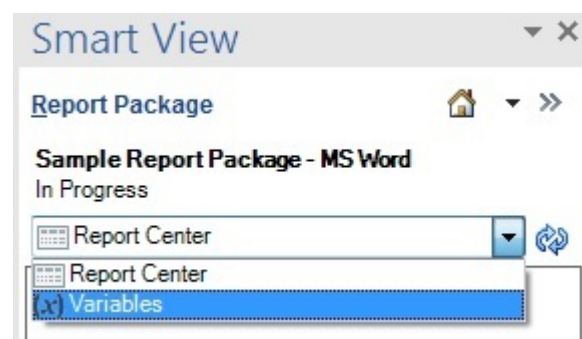 Smart View
Report Package
Sample Report Package - MS Word
In Progress
Report Center
Report Center
(x) Variables